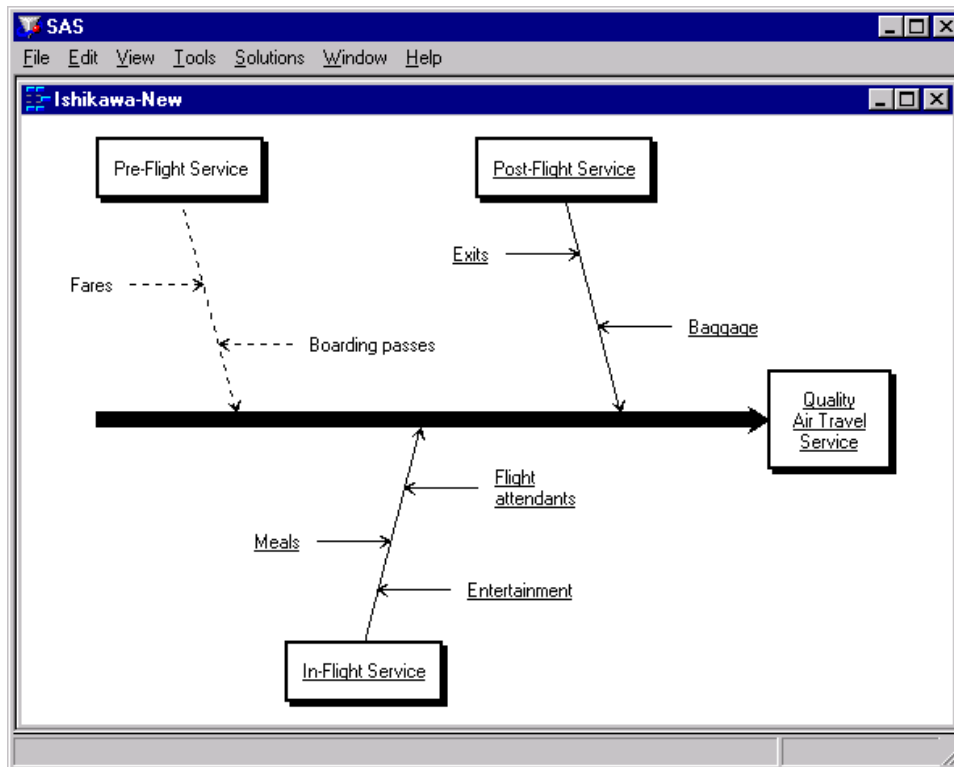 SAS
File Edit View Tools Solutions Window Help
Ishikawa-New
Pre-Flight Service
Post-Flight Service
Exits
Fares
Baggage
Boarding passes
Quality
Air Travel
Service
Flight
attendants
Meals
Entertainment
In-Flight Service